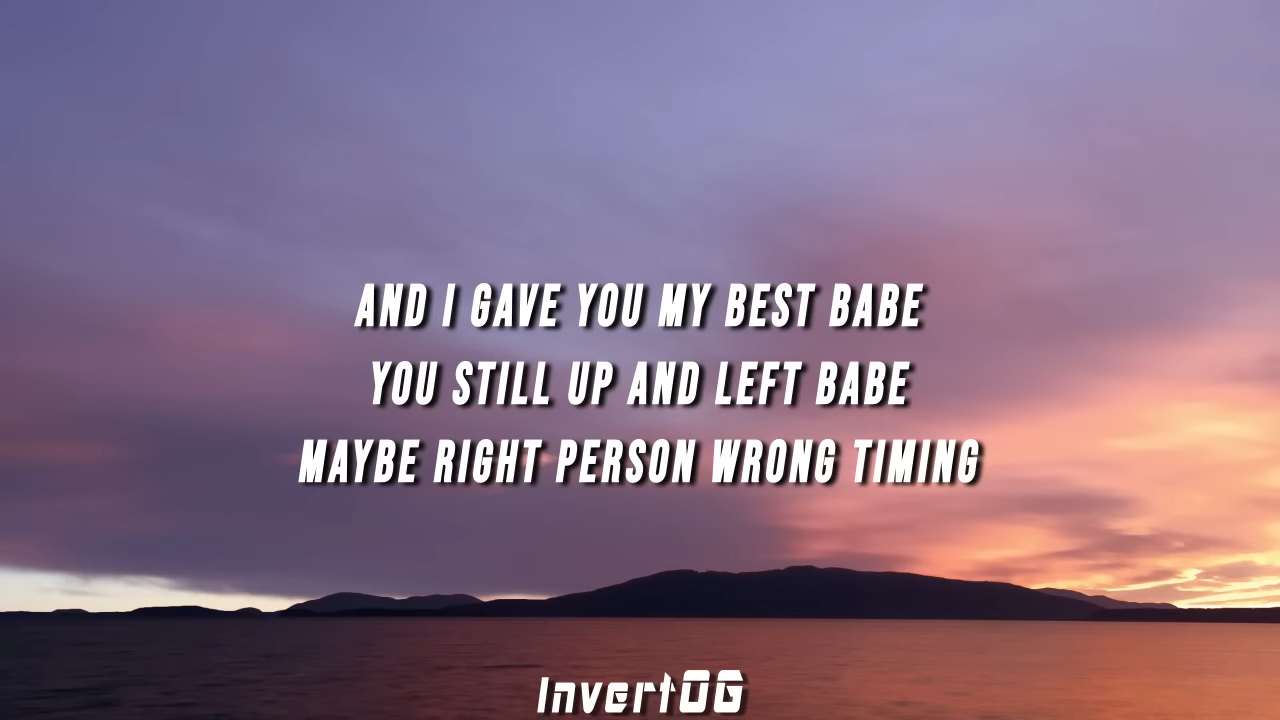 AND I GAVE YOU MY BEST BABE
YOU STILL UP AND LEFT BABE
MAYBE RIGHT PERSON WRONG TIMING
InvertOG